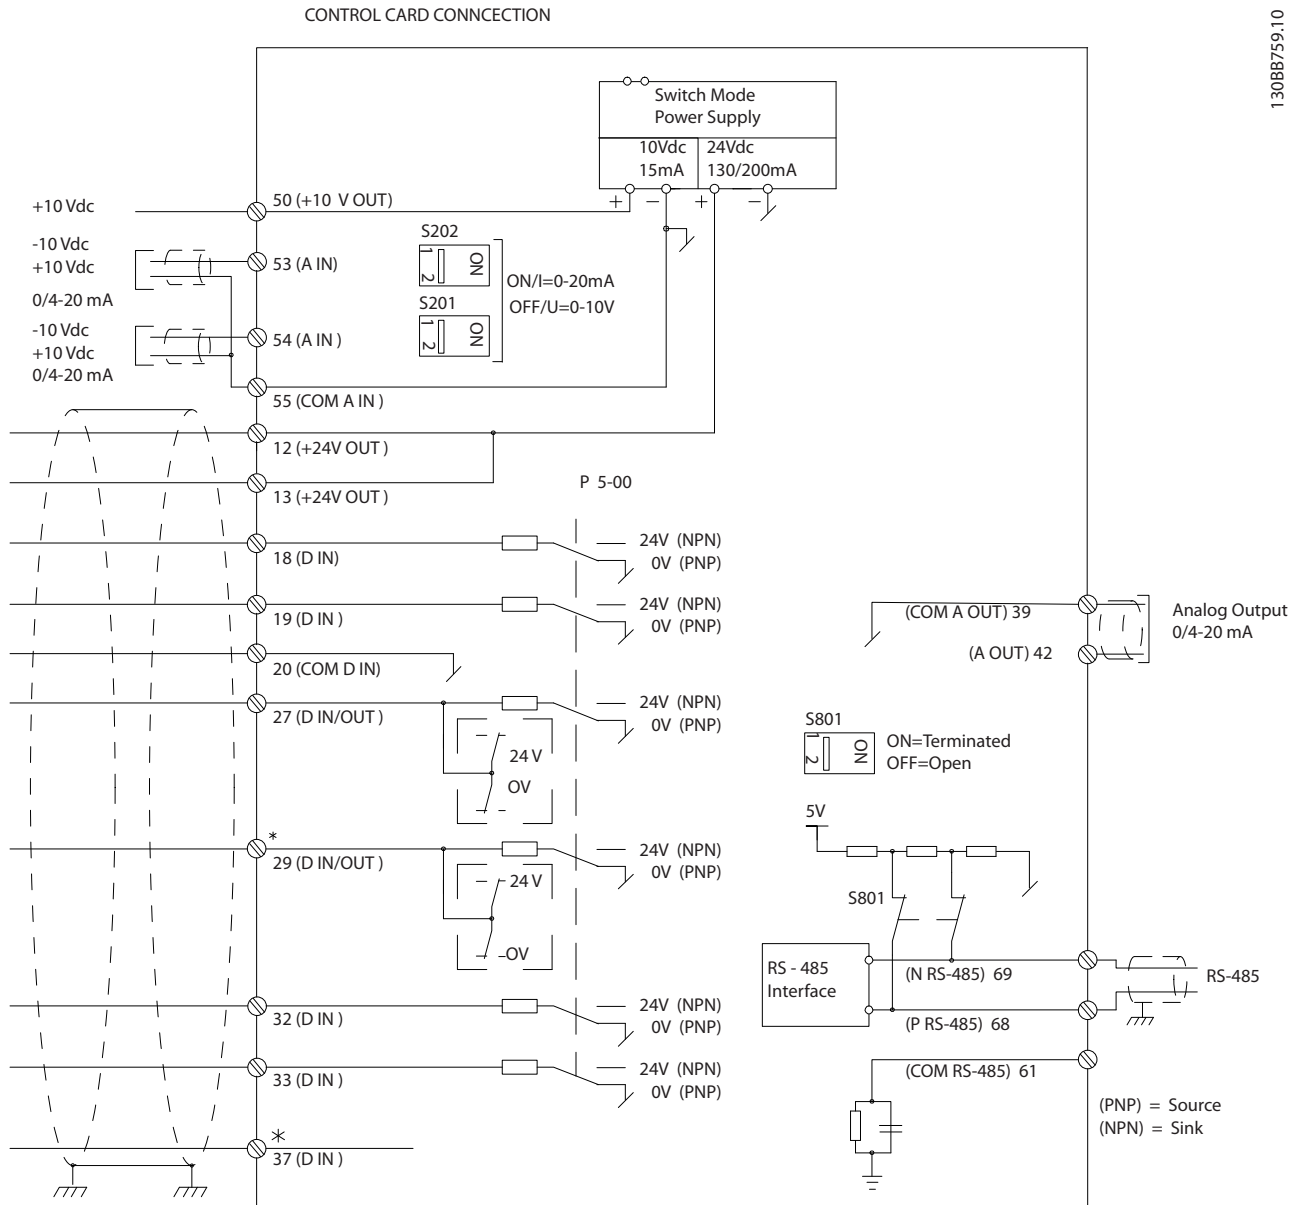 CONTROL CARD CONNCECTION
130BB759.10
Switch Mode
Power Supply
10Vdc
15mA
24Vdc
130/200mA
+ − + −
+10 Vdc
50 (+10 V OUT)
-10 Vdc
+10 Vdc
0/4-20 mA
53 (A IN)
S202
1 2 ON
ON/I=0-20mA
OFF/U=0-10V
S201
1 2 ON
-10 Vdc
+10 Vdc
0/4-20 mA
54 (A IN )
55 (COM A IN )
12 (+24V OUT )
13 (+24V OUT )
P 5-00
18 (D IN)
24V (NPN)
0V (PNP)
19 (D IN )
24V (NPN)
0V (PNP)
(COM A OUT) 39
Analog Output
0/4-20 mA
(A OUT) 42
20 (COM D IN)
27 (D IN/OUT )
24V (NPN)
0V (PNP)
24 V
OV
S801
1 2 ON
ON=Terminated
OFF=Open
5V
*
29 (D IN/OUT )
24V (NPN)
0V (PNP)
24 V
OV
S801
RS - 485
Interface
(N RS-485) 69
RS-485
(P RS-485) 68
32 (D IN )
24V (NPN)
0V (PNP)
33 (D IN )
24V (NPN)
0V (PNP)
(COM RS-485) 61
(PNP) = Source
(NPN) = Sink
*
37 (D IN )